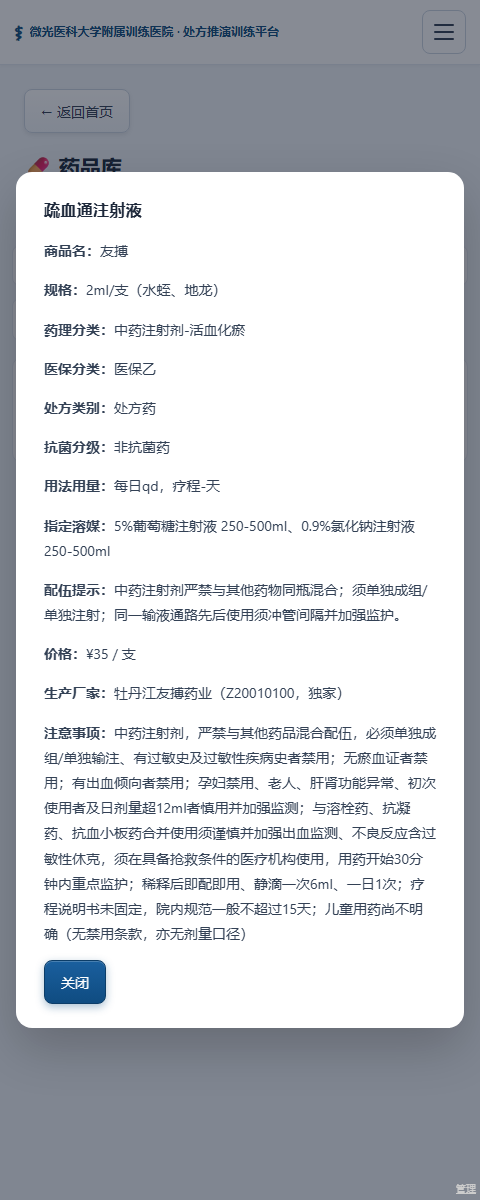 微光医科大学附属训练医院 · 处方推演训练平台
← 返回首页
药品库
疏血通注射液
商品名：友搏
规格：2ml/支（水蛭、地龙）
药理分类：中药注射剂-活血化瘀
医保分类：医保乙
处方类别：处方药
抗菌分级：非抗菌药
用法用量：每日qd，疗程-天
指定溶媒：5%葡萄糖注射液 250-500ml、0.9%氯化钠注射液
250-500ml
配伍提示：中药注射剂严禁与其他药物同瓶混合；须单独成组/
单独注射；同一输液通路先后使用须冲管间隔并加强监护。
价格：¥35 / 支
生产厂家：牡丹江友搏药业（Z20010100，独家）
注意事项：中药注射剂，严禁与其他药品混合配伍，必须单独成
组/单独输注、有过敏史及过敏性疾病史者禁用；无瘀血证者禁
用；有出血倾向者禁用；孕妇禁用、老人、肝肾功能异常、初次
使用者及日剂量超12ml者慎用并加强监测；与溶栓药、抗凝
药、抗血小板药合并使用须谨慎并加强出血监测、不良反应含过
敏性休克，须在具备抢救条件的医疗机构使用，用药开始30分
钟内重点监护；稀释后即配即用、静滴一次6ml、一日1次；疗
程说明书未固定，院内规范一般不超过15天；儿童用药尚不明
确（无禁用条款，亦无剂量口径）
关闭
管理